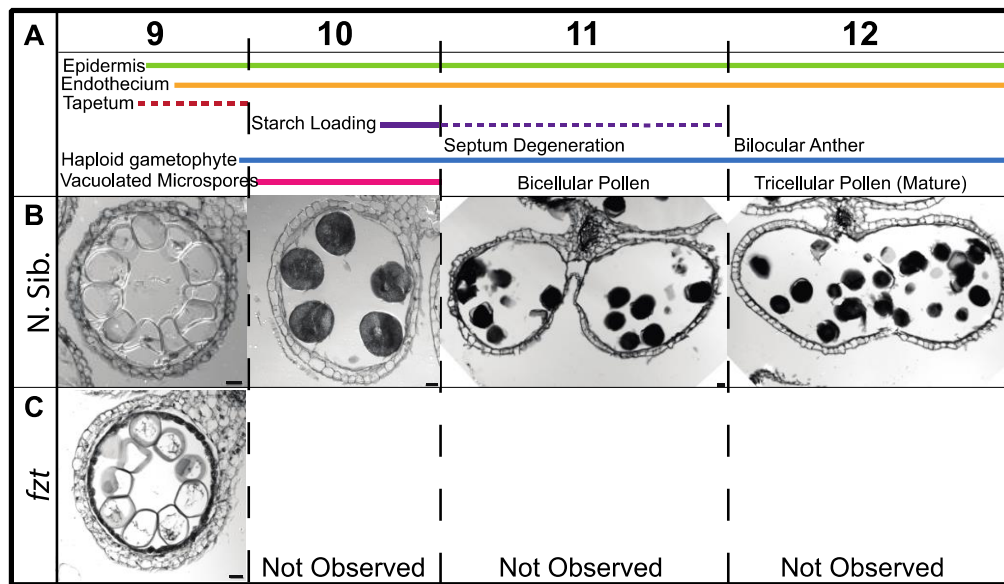 A
9 10 11 12
Epidermis
Endothecium
Tapetum
Starch Loading
Septum Degeneration Bilocular Anther
Haploid gametophyte
Vacuolated Microspores Bicellular Pollen Tricellular Pollen (Mature)
B
N. Sib.
C
fzt
Not Observed Not Observed Not Observed